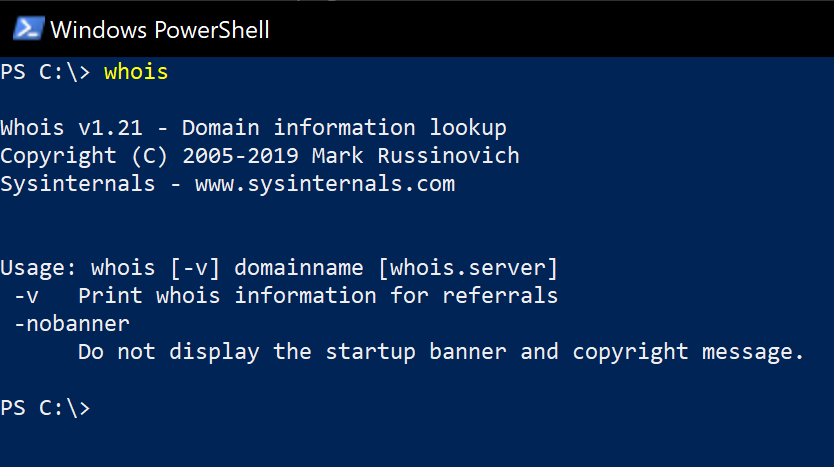 Windows PowerShell
PS C:\> whois
Whois v1.21 - Domain information lookup
Copyright (C) 2005-2019 Mark Russinovich
Sysinternals - www.sysinternals.com
Usage: whois [-v] domainname [whois.server]
 -v   Print whois information for referrals
 -nobanner
      Do not display the startup banner and copyright message.
PS C:\>